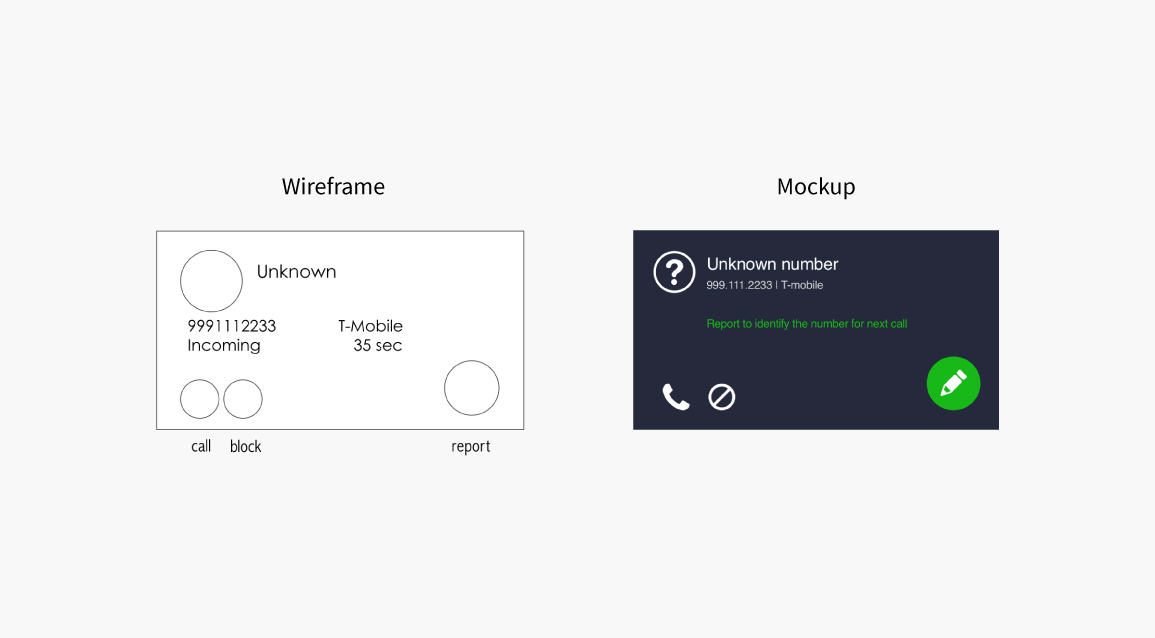 Wireframe
Unknown
9991112233 T-Mobile
Incoming 35 sec
call block report
Mockup
Unknown number
999.111.2233 | T-mobile
Report to identify the number for next call